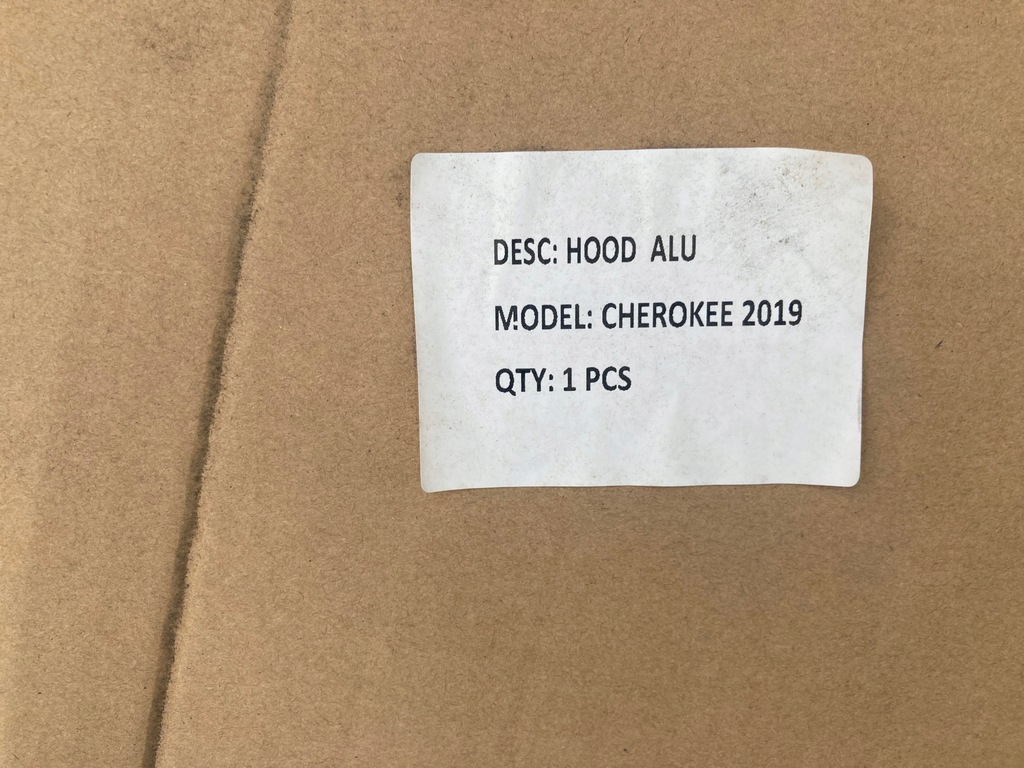 DESC: HOOD ALU
MODEL: CHEROKEE 2019
QTY: 1 PCS